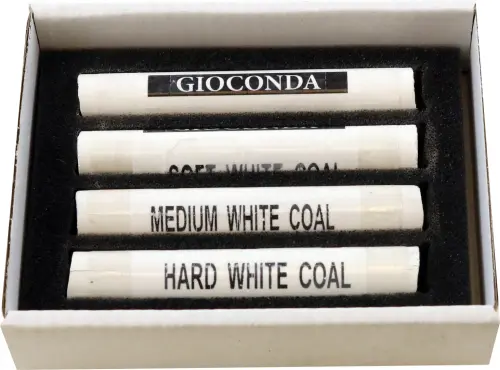 GIOCONDA
SOFT WHITE COAL
MEDIUM WHITE COAL
HARD WHITE COAL